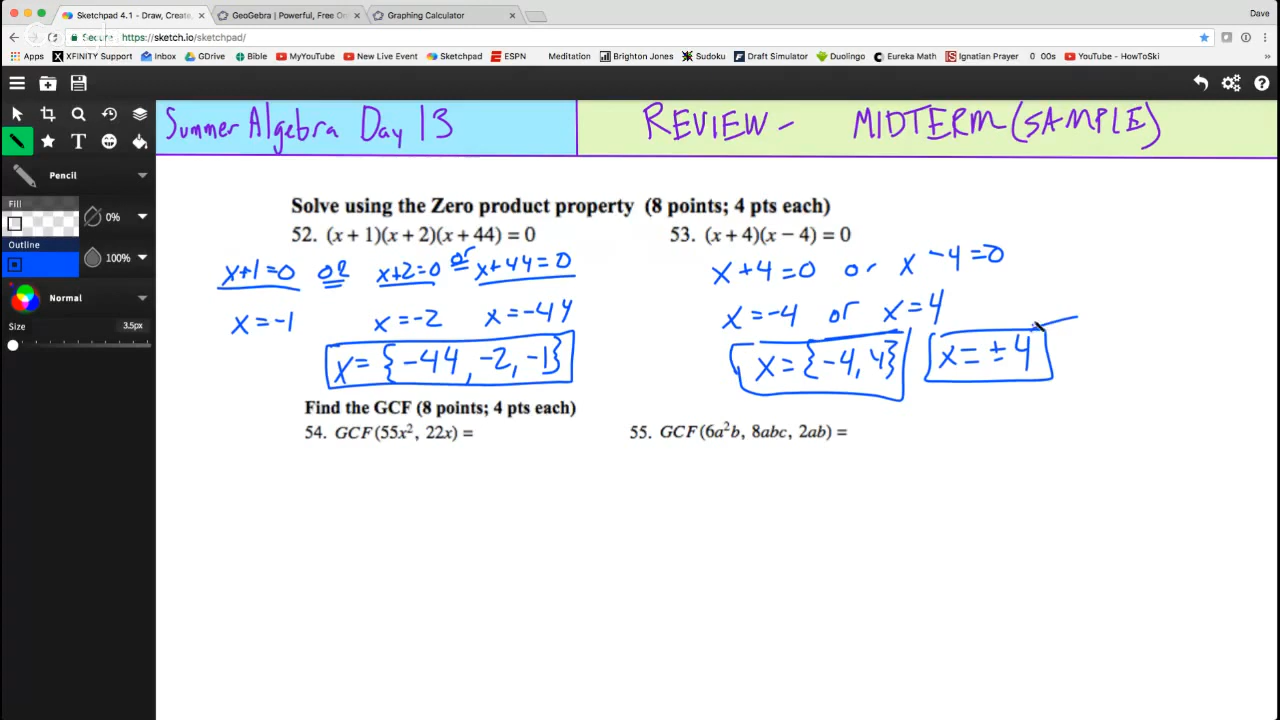 Sketchpad 4.1 - Draw, Create,
GeoGebra | Powerful, Free On
Graphing Calculator
Dave
Secure https://sketch.io/sketchpad/
Apps XFINITY Support Inbox GDrive Bible MyYouTube New Live Event Sketchpad ESPN Meditation Brighton Jones Sudoku Draft Simulator Duolingo Eureka Math Ignatian Prayer 0 00s YouTube - HowToSki »
Summer Algebra Day 13
REVIEW - MIDTERM (SAMPLE)
Pencil
Fill
0%
Outline
100%
Normal
Size 3.5px
Solve using the Zero product property (8 points; 4 pts each)
52. (x + 1)(x + 2)(x + 44) = 0
x+1=0 or x+2=0 or x+44=0
x=-1 x=-2 x=-44
x= {-44, -2, -1}
53. (x + 4)(x − 4) = 0
x+4=0 or x-4=0
x=-4 or x=4
x={-4, 4} x=±4
Find the GCF (8 points; 4 pts each)
54. GCF(55x², 22x) =
55. GCF(6a²b, 8abc, 2ab) =